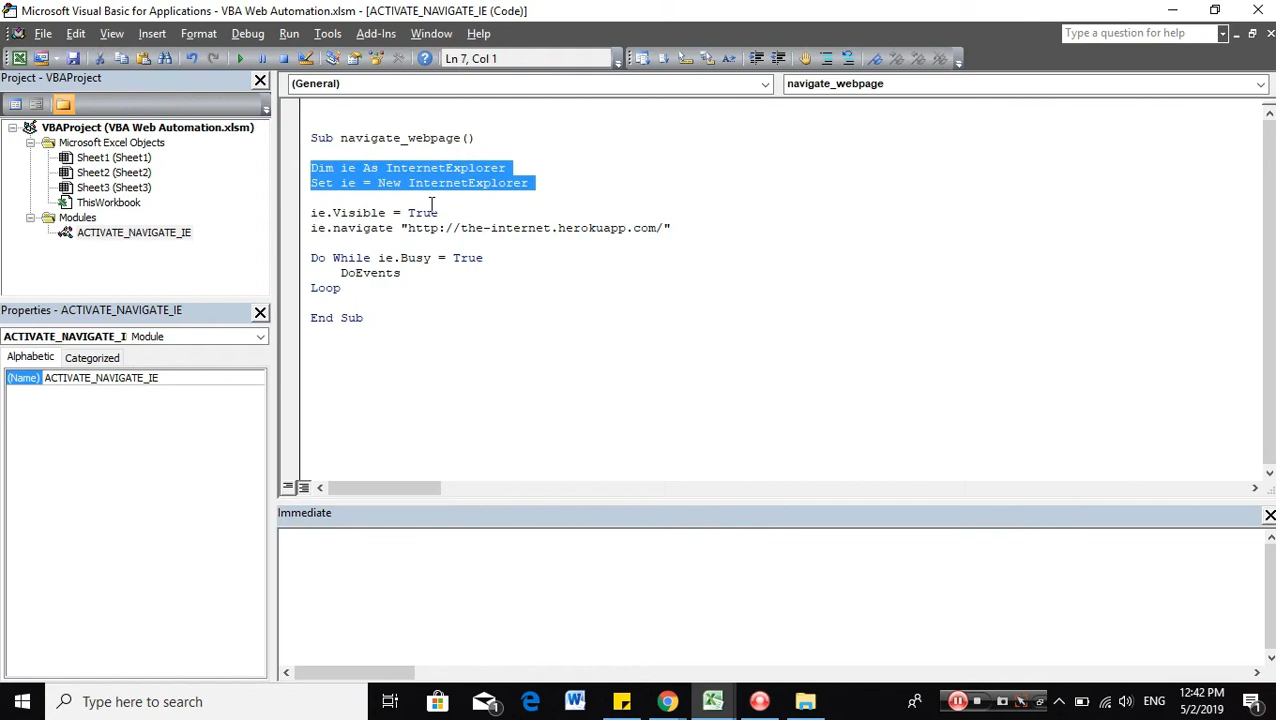 Microsoft Visual Basic for Applications - VBA Web Automation.xlsm - [ACTIVATE_NAVIGATE_IE (Code)]
File Edit View Insert Format Debug Run Tools Add-Ins Window Help
Type a question for help
Ln 7, Col 1
Project - VBAProject
(General)
navigate_webpage
VBAProject (VBA Web Automation.xlsm)
Microsoft Excel Objects
Sheet1 (Sheet1)
Sheet2 (Sheet2)
Sheet3 (Sheet3)
ThisWorkbook
Modules
ACTIVATE_NAVIGATE_IE
Sub navigate_webpage()
Dim ie As InternetExplorer
Set ie = New InternetExplorer
ie.Visible = True
ie.navigate "http://the-internet.herokuapp.com/"
Do While ie.Busy = True
DoEvents
Loop
End Sub
Properties - ACTIVATE_NAVIGATE_IE
ACTIVATE_NAVIGATE_I Module
Alphabetic Categorized
(Name) ACTIVATE_NAVIGATE_IE
Immediate
Type here to search
1
ENG
12:42 PM
5/2/2019
1